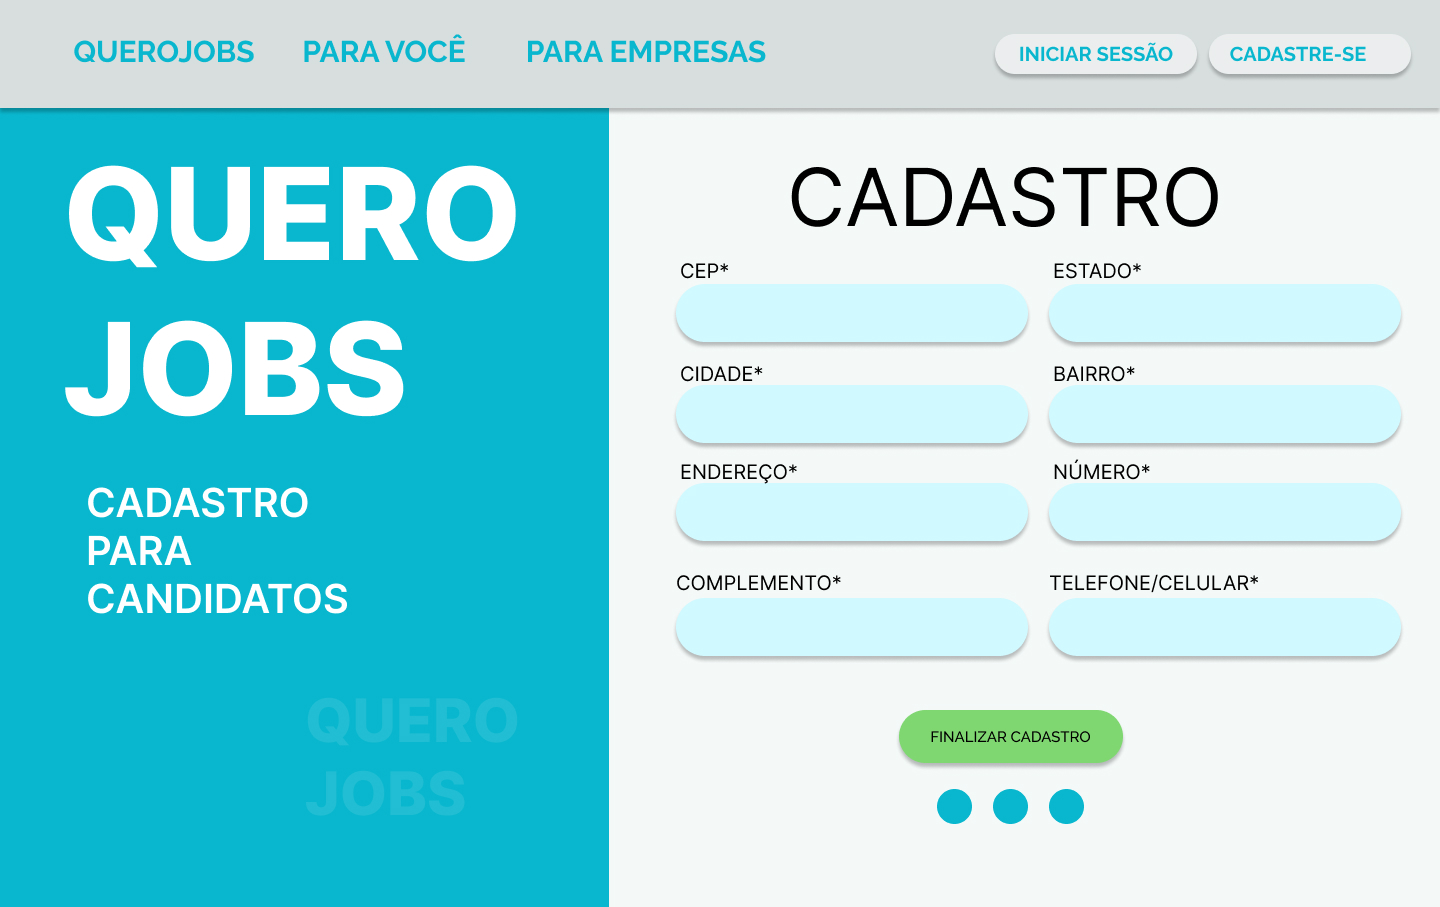 QUEROJOBS PARA VOCÊ PARA EMPRESAS INICIAR SESSÃO CADASTRE-SE
QUERO
JOBS
CADASTRO
PARA
CANDIDATOS
QUERO
JOBS
CADASTRO
CEP* ESTADO*
CIDADE* BAIRRO*
ENDEREÇO* NÚMERO*
COMPLEMENTO* TELEFONE/CELULAR*
FINALIZAR CADASTRO